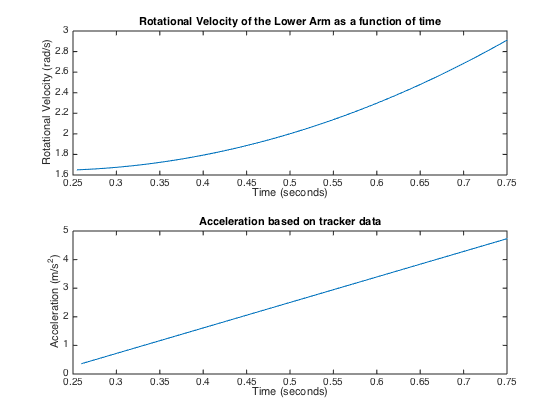 Rotational Velocity of the Lower Arm as a function of time
3
2.8
2.6
2.4
2.2
2
1.8
1.6
Rotational Velocity (rad/s)
0.25 0.3 0.35 0.4 0.45 0.5 0.55 0.6 0.65 0.7 0.75
Time (seconds)
Acceleration based on tracker data
5
4
3
2
1
0
Acceleration (m/s²)
0.25 0.3 0.35 0.4 0.45 0.5 0.55 0.6 0.65 0.7 0.75
Time (seconds)